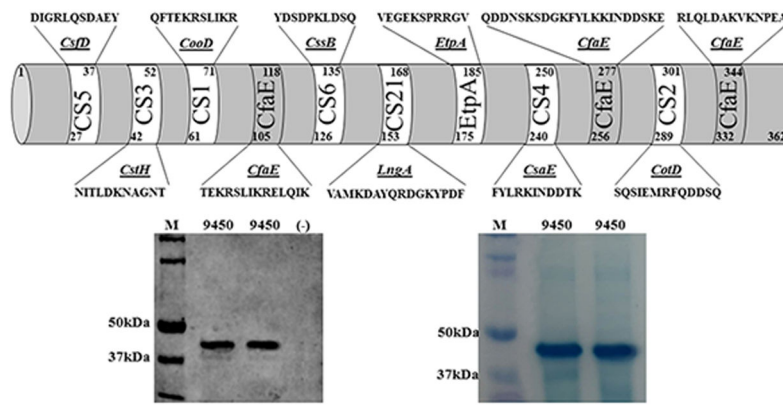 DIGRLQSDAEY QFTEKRSLIKR YDSDPKLDSQ VEGEKSPRRGV QDDNSKSDGKFYLKKINDDSKE RLQLDAKVKNPEA
CsfD CooD CssB EtpA CfaE CfaE
1 37 52 71 118 135 168 185 250 277 301 344
CS5 CS3 CS1 CfaE CS6 CS21 EtpA CS4 CfaE CS2 CfaE
27 42 61 105 126 153 175 240 256 289 332 362
CstH CfaE LngA CsaE CotD
NITLDKNAGNT TEKRSLIKRELQIK VAMKDAYQRDGKYPDF FYLRKINDDTK SQSIEMRFQDDSQ
M 9450 9450 (-) M 9450 9450
50kDa 50kDa
37kDa 37kDa